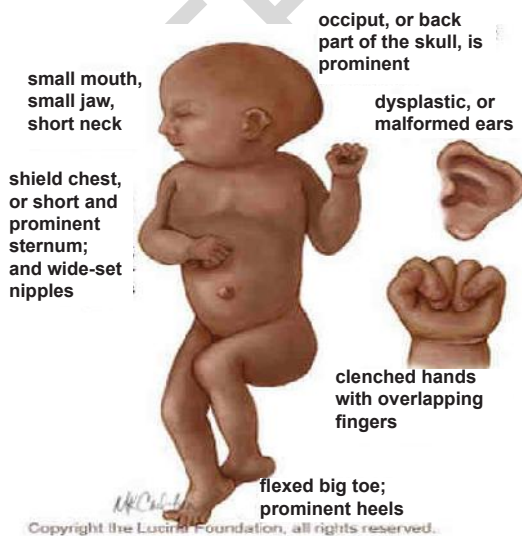 occiput, or back
part of the skull, is
prominent
small mouth,
small jaw,
short neck
dysplastic, or
malformed ears
shield chest,
or short and
prominent
sternum;
and wide-set
nipples
clenched hands
with overlapping
fingers
flexed big toe;
prominent heels
Copyright the Lucina Foundation, all rights reserved.